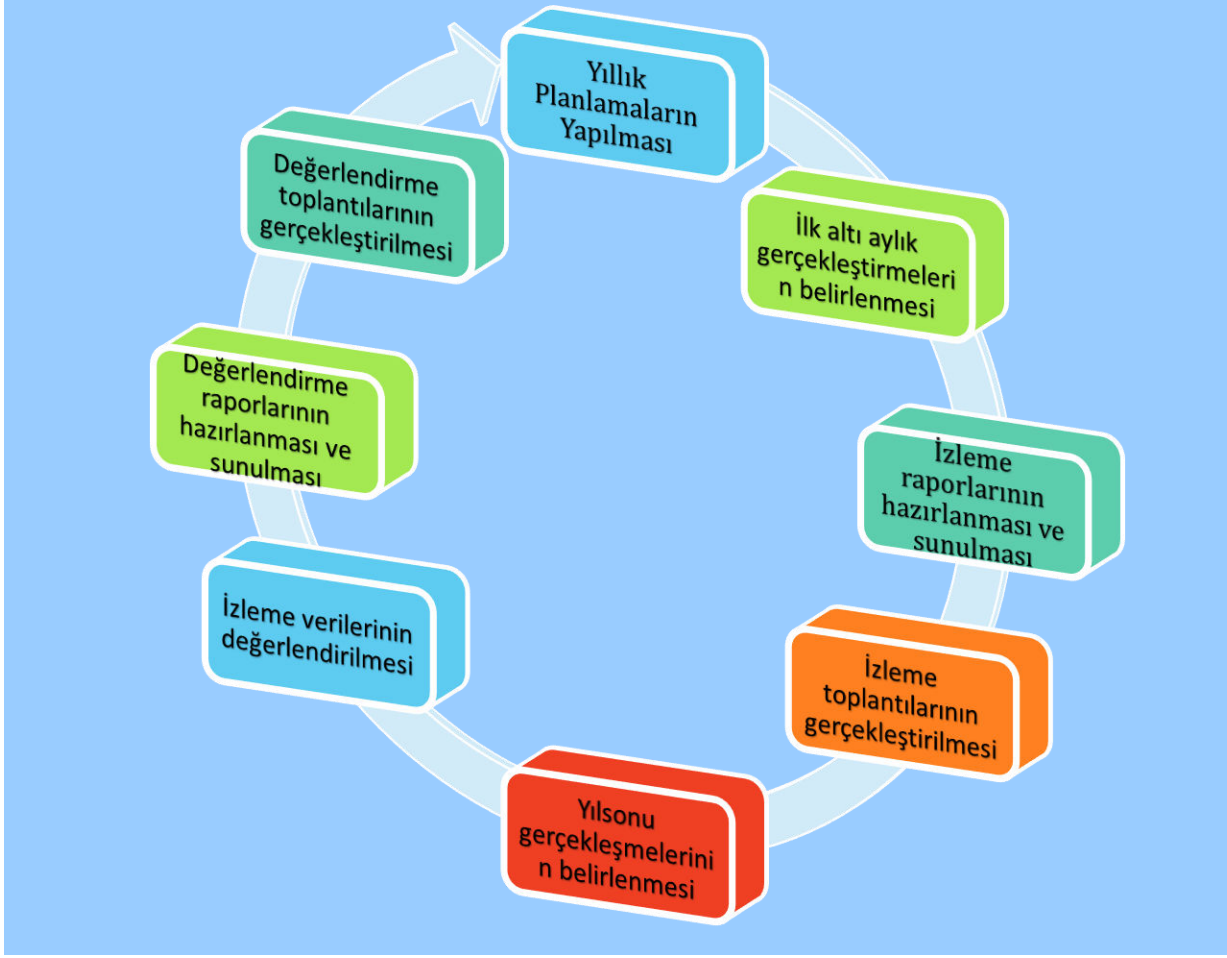 Yıllık
Planlamaların
Yapılması
İlk altı aylık
gerçekleştirmeleri
n belirlenmesi
İzleme
raporlarının
hazırlanması ve
sunulması
İzleme
toplantılarının
gerçekleştirilmesi
Yılsonu
gerçekleşmelerini
n belirlenmesi
İzleme verilerinin
değerlendirilmesi
Değerlendirme
raporlarının
hazırlanması ve
sunulması
Değerlendirme
toplantılarının
gerçekleştirilmesi